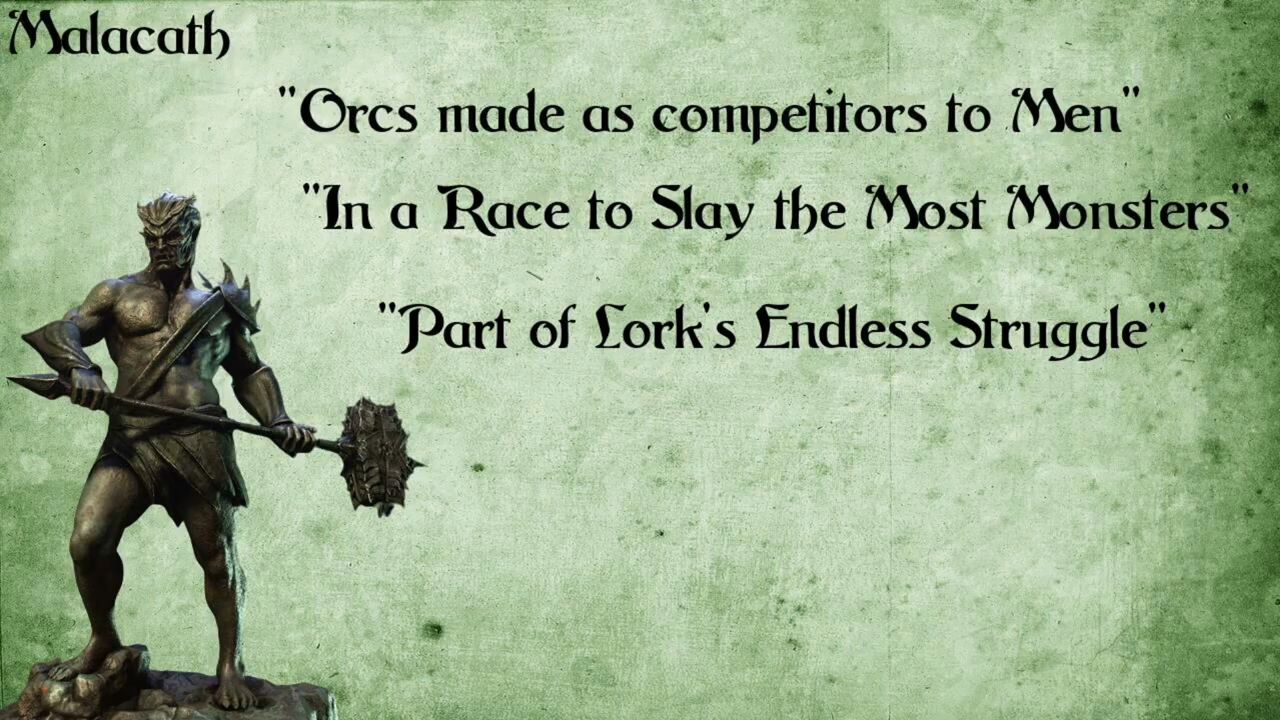 Malacath
"Orcs made as competitors to Men"
"In a Race to Slay the Most Monsters"
"Part of Lork's Endless Struggle"